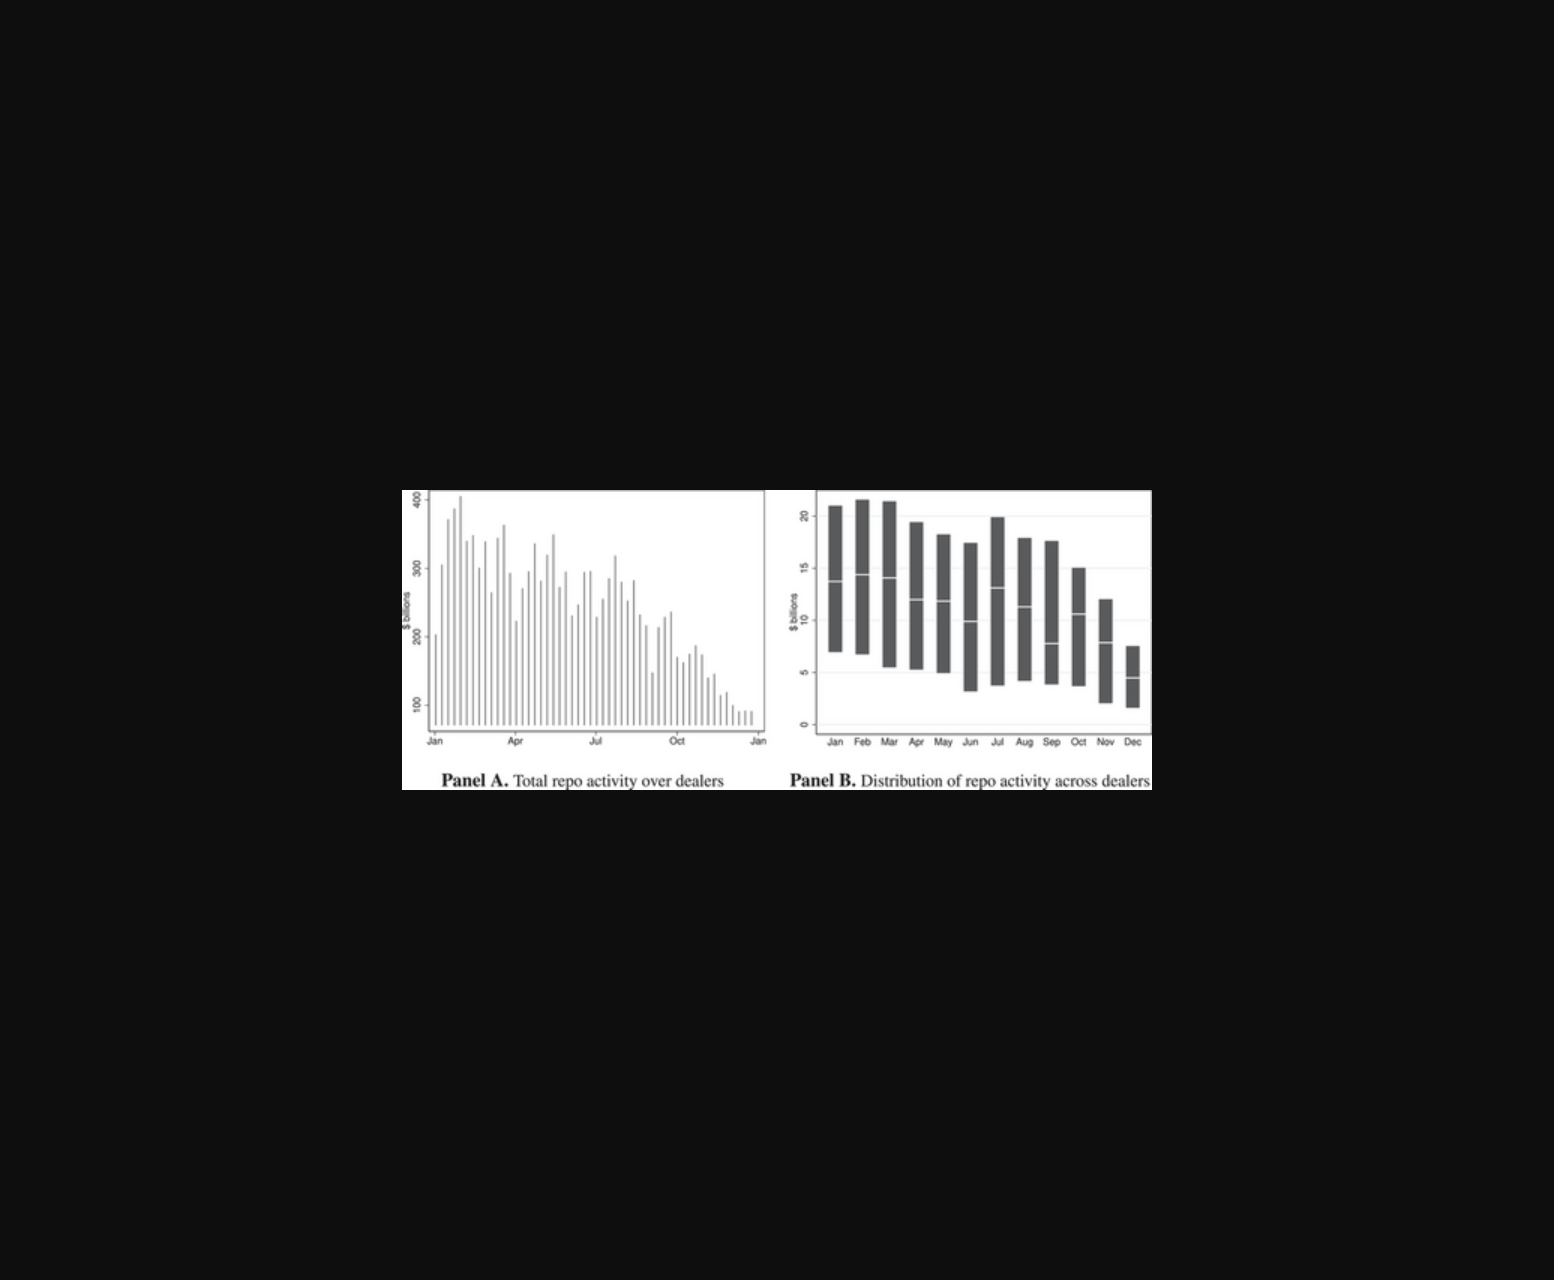 400
300
$ billions
200
100
Jan Apr Jul Oct Jan
Panel A. Total repo activity over dealers
20
15
$ billions
10
5
0
Jan Feb Mar Apr May Jun Jul Aug Sep Oct Nov Dec
Panel B. Distribution of repo activity across dealers